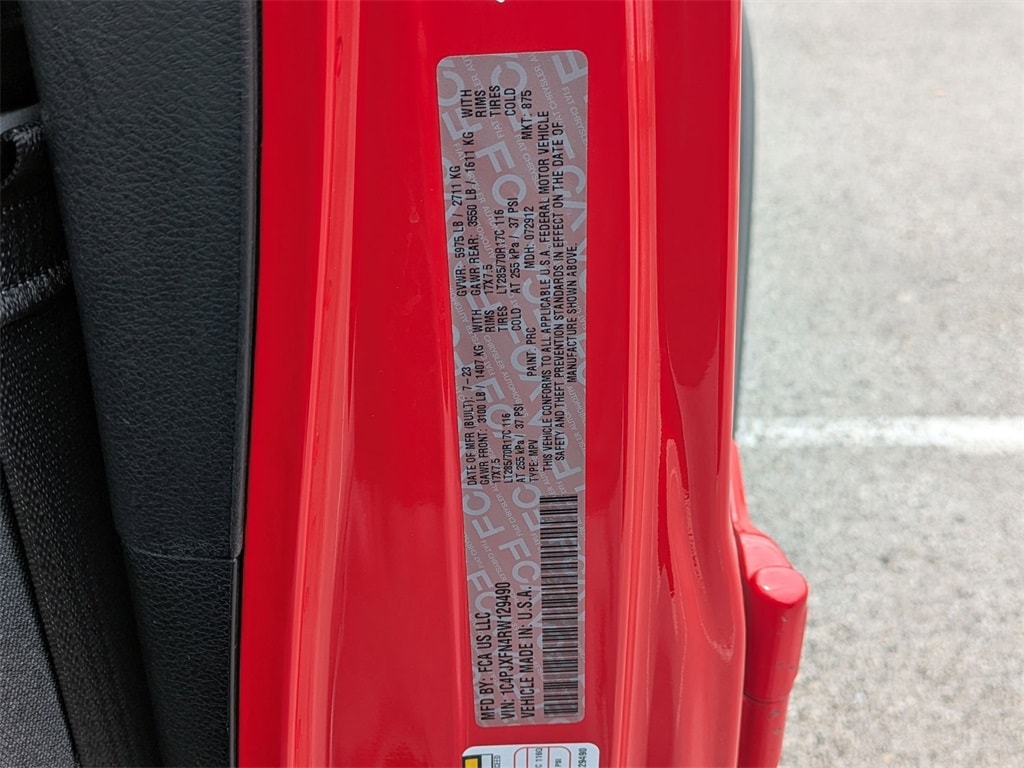 MFD BY: FCA US LLC
DATE OF MFR (BUILT): 7-23
GVWR: 5975 LB / 2711 KG
GAWR FRONT: 3100 LB / 1407 KG WITH
GAWR REAR: 3550 LB / 1611 KG WITH
17X7.5 RIMS
17X7.5 RIMS
LT285/70R17C 116 TIRES
LT285/70R17C 116 TIRES
AT 255 kPa / 37 PSI COLD
AT 255 kPa / 37 PSI COLD
VIN: 1C4PJXFN4RW129490
TYPE: MPV PAINT: PRC MDH: 072912 MKT: 875
VEHICLE MADE IN: U.S.A.
THIS VEHICLE CONFORMS TO ALL APPLICABLE U.S.A. FEDERAL MOTOR VEHICLE
SAFETY AND THEFT PREVENTION STANDARDS IN EFFECT ON THE DATE OF
MANUFACTURE SHOWN ABOVE.
PSI
29490